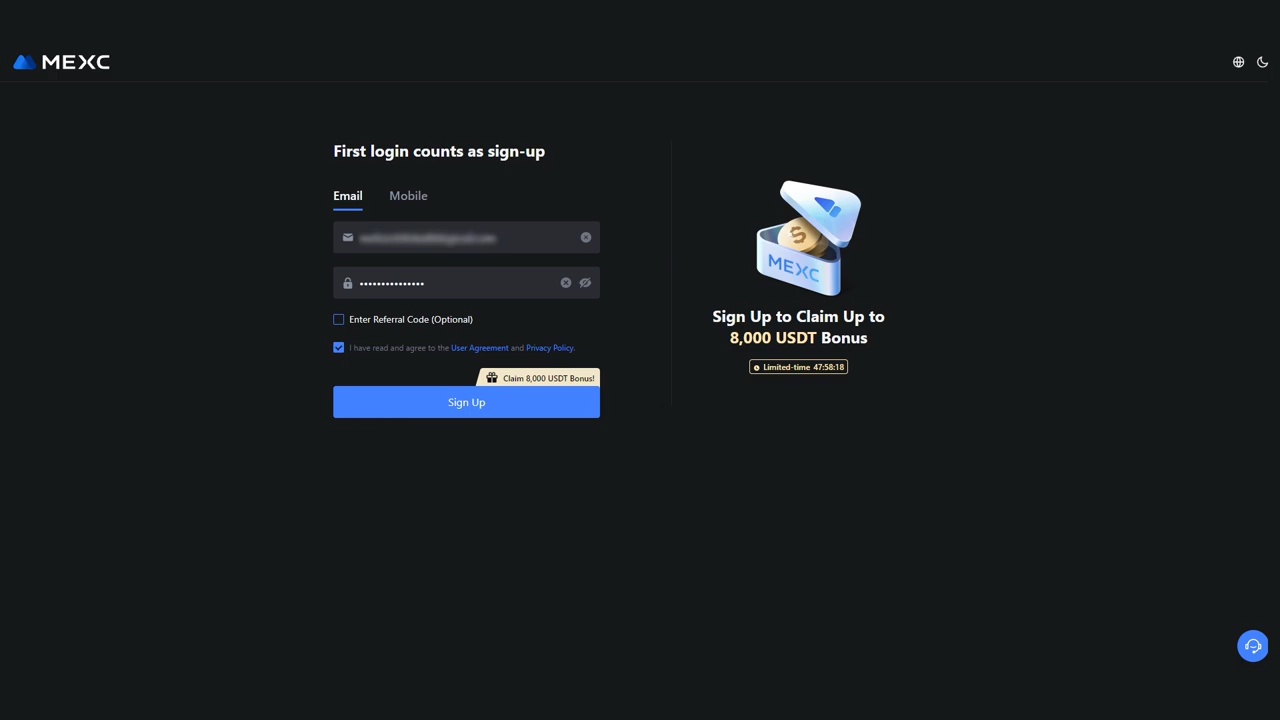 MEXC
First login counts as sign-up
Email
Mobile
Enter Referral Code (Optional)
I have read and agree to the User Agreement and Privacy Policy.
Claim 8,000 USDT Bonus!
Sign Up
MEXC
Sign Up to Claim Up to
8,000 USDT Bonus
Limited-time 47:58:18